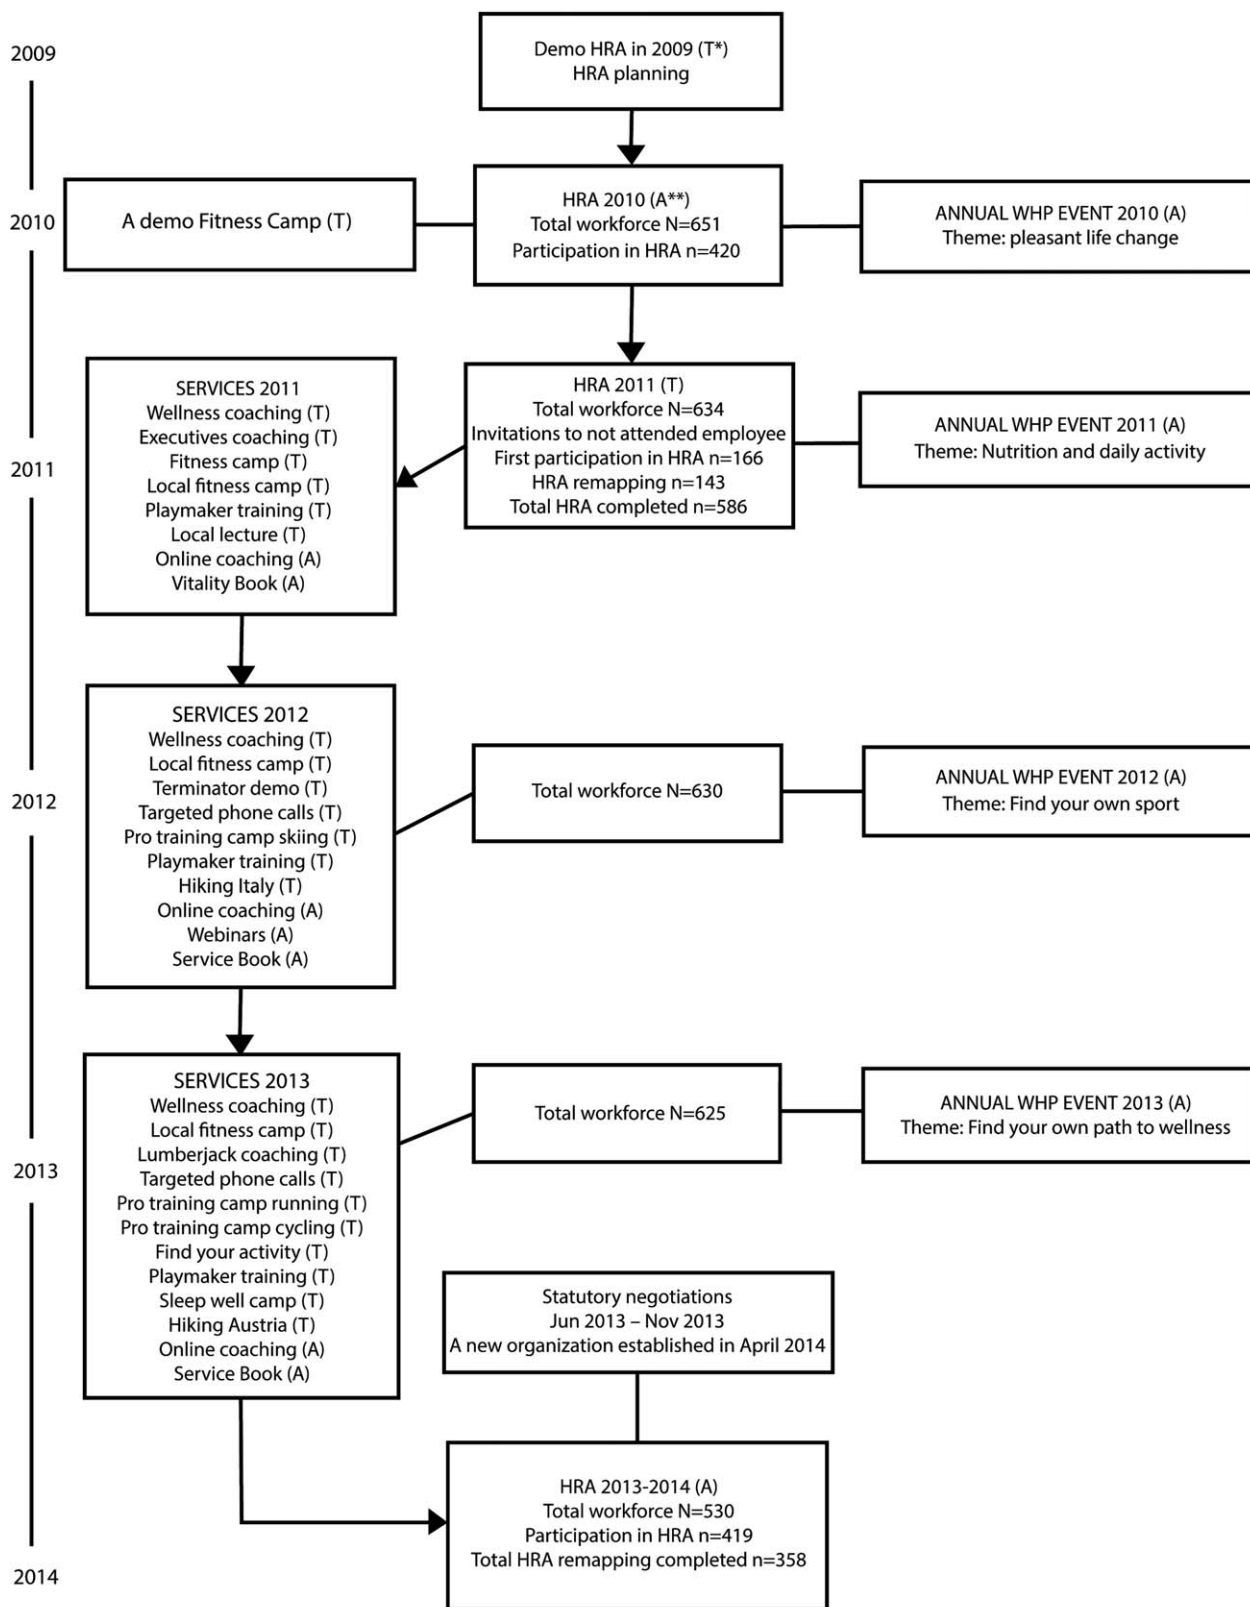 2009
Demo HRA in 2009 (T*)
HRA planning
2010
A demo Fitness Camp (T)
HRA 2010 (A**)
Total workforce N=651
Participation in HRA n=420
ANNUAL WHP EVENT 2010 (A)
Theme: pleasant life change
2011
SERVICES 2011
Wellness coaching (T)
Executives coaching (T)
Fitness camp (T)
Local fitness camp (T)
Playmaker training (T)
Local lecture (T)
Online coaching (A)
Vitality Book (A)
HRA 2011 (T)
Total workforce N=634
Invitations to not attended employee
First participation in HRA n=166
HRA remapping n=143
Total HRA completed n=586
ANNUAL WHP EVENT 2011 (A)
Theme: Nutrition and daily activity
2012
SERVICES 2012
Wellness coaching (T)
Local fitness camp (T)
Terminator demo (T)
Targeted phone calls (T)
Pro training camp skiing (T)
Playmaker training (T)
Hiking Italy (T)
Online coaching (A)
Webinars (A)
Service Book (A)
Total workforce N=630
ANNUAL WHP EVENT 2012 (A)
Theme: Find your own sport
2013
SERVICES 2013
Wellness coaching (T)
Local fitness camp (T)
Lumberjack coaching (T)
Targeted phone calls (T)
Pro training camp running (T)
Pro training camp cycling (T)
Find your activity (T)
Playmaker training (T)
Sleep well camp (T)
Hiking Austria (T)
Online coaching (A)
Service Book (A)
Total workforce N=625
ANNUAL WHP EVENT 2013 (A)
Theme: Find your own path to wellness
Statutory negotiations
Jun 2013 – Nov 2013
A new organization established in April 2014
2014
HRA 2013-2014 (A)
Total workforce N=530
Participation in HRA n=419
Total HRA remapping completed n=358